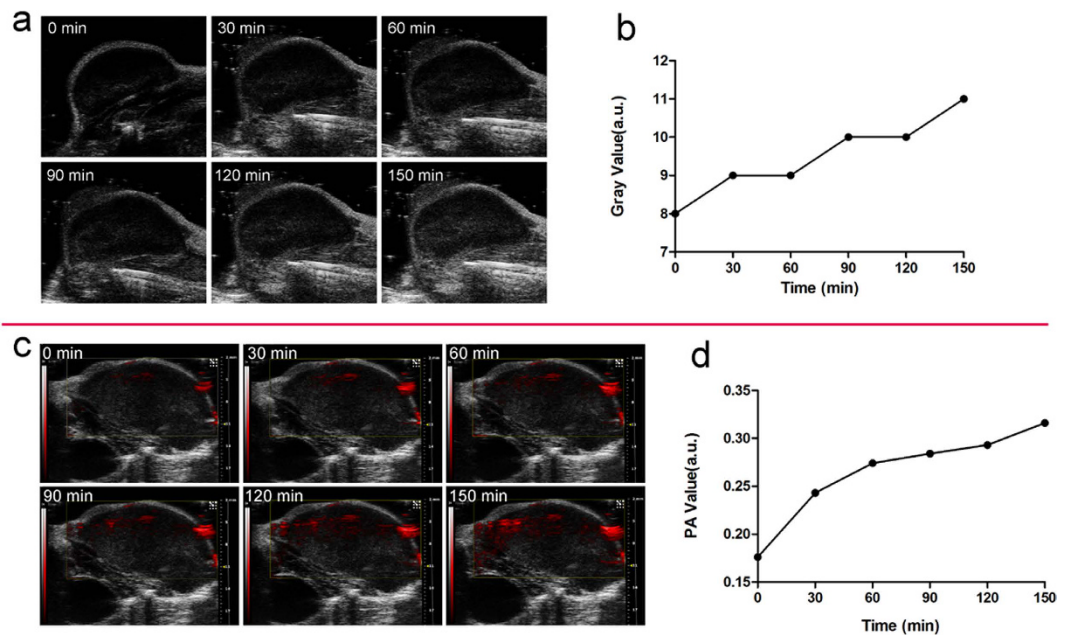 a
0 min
30 min
60 min
90 min
120 min
150 min
b
12
11
10
9
8
7
Gray Value(a.u.)
0 30 60 90 120 150
Time (min)
c
0 min
30 min
60 min
90 min
120 min
150 min
d
0.35
0.30
0.25
0.20
0.15
PA Value(a.u.)
0 30 60 90 120 150
Time (min)